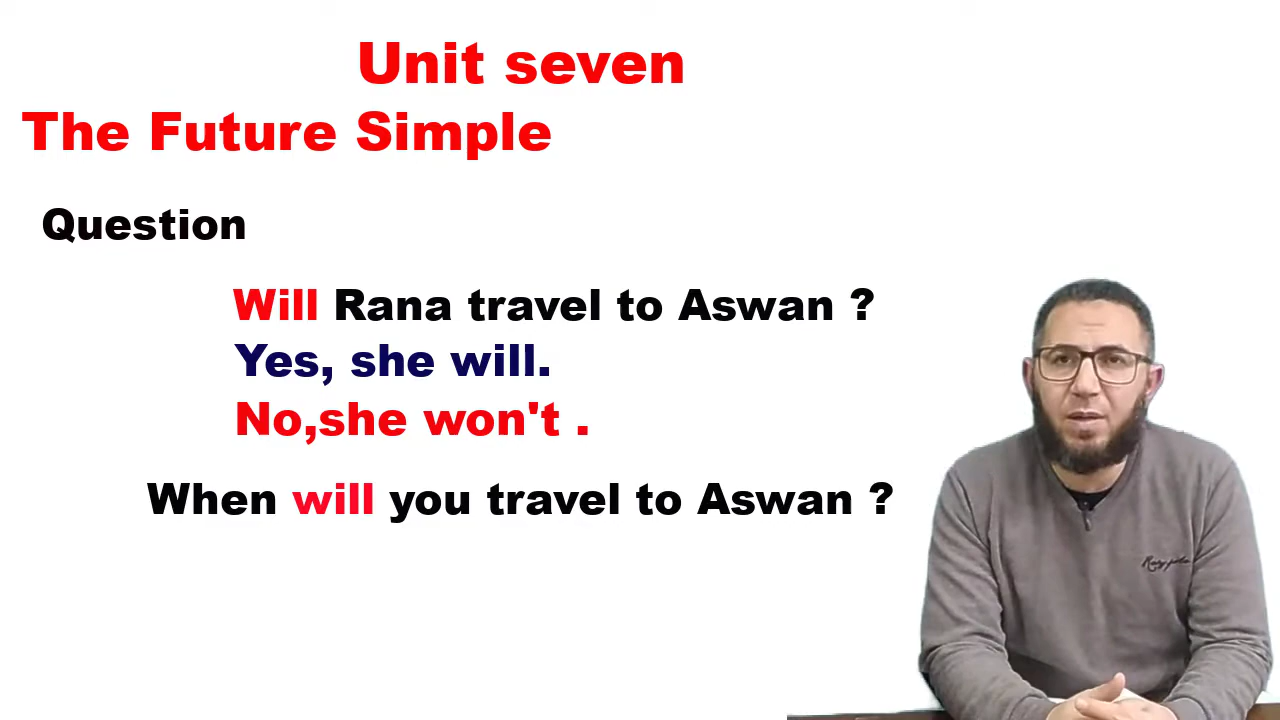 Unit seven
The Future Simple
Question
Will Rana travel to Aswan ?
Yes, she will.
No,she won't .
When will you travel to Aswan ?